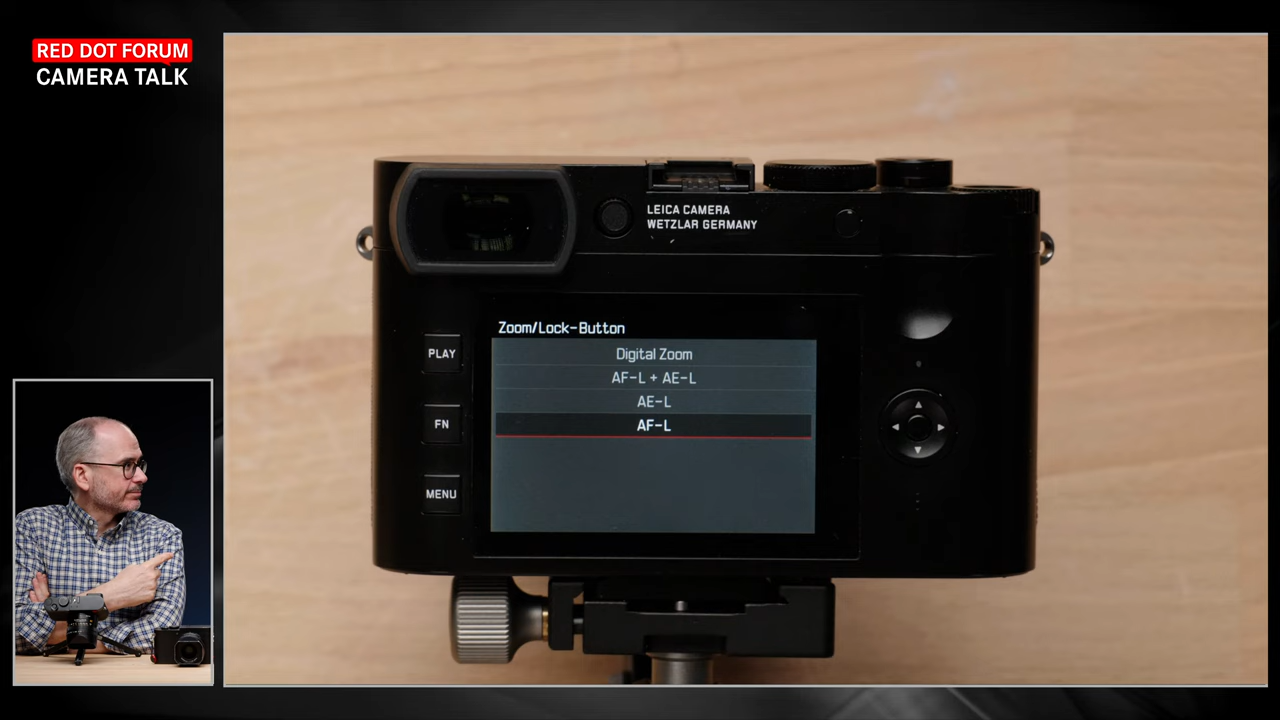 RED DOT FORUM
CAMERA TALK
LEICA CAMERA
WETZLAR GERMANY
Zoom/Lock-Button
Digital Zoom
AF-L + AE-L
AE-L
AF-L
PLAY
FN
MENU